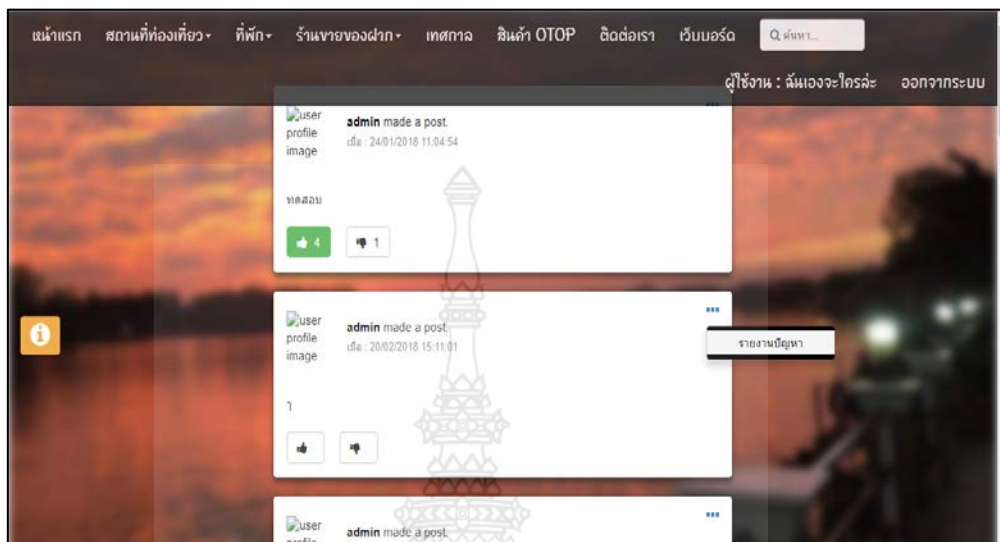 หน้าแรก สถานที่ท่องเที่ยว ที่พัก ร้านขายของฝาก เทศกาล สินค้า OTOP ติดต่อเรา เว็บบอร์ด ค้นหา...
ผู้ใช้งาน : ฉันเองจะใครล่ะ ออกจากระบบ
user profile image
admin made a post.
เมื่อ : 24/01/2018 11:04:54
ทดสอบ
4 1
user profile image
admin made a post.
เมื่อ : 20/02/2018 15:11:01
รายงานปัญหา
า
user
admin made a post.